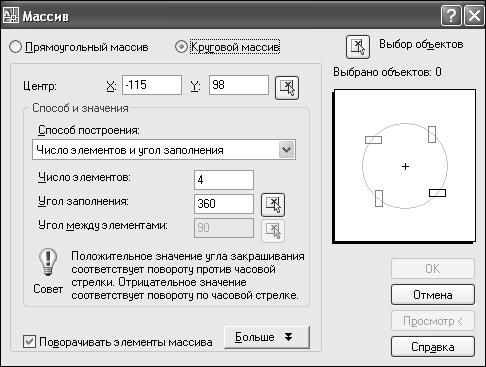 Массив
Прямоугольный массив
Круговой массив
Выбор объектов
Выбрано объектов: 0
Центр: X: -115 Y: 98
Способ и значения
Способ построения:
Число элементов и угол заполнения
Число элементов: 4
Угол заполнения: 360
Угол между элементами: 90
Положительное значение угла закрашивания
соответствует повороту против часовой
стрелки. Отрицательное значение
соответствует повороту по часовой стрелке.
Совет
Поворачивать элементы массива
Больше
OK
Отмена
Просмотр <
Справка